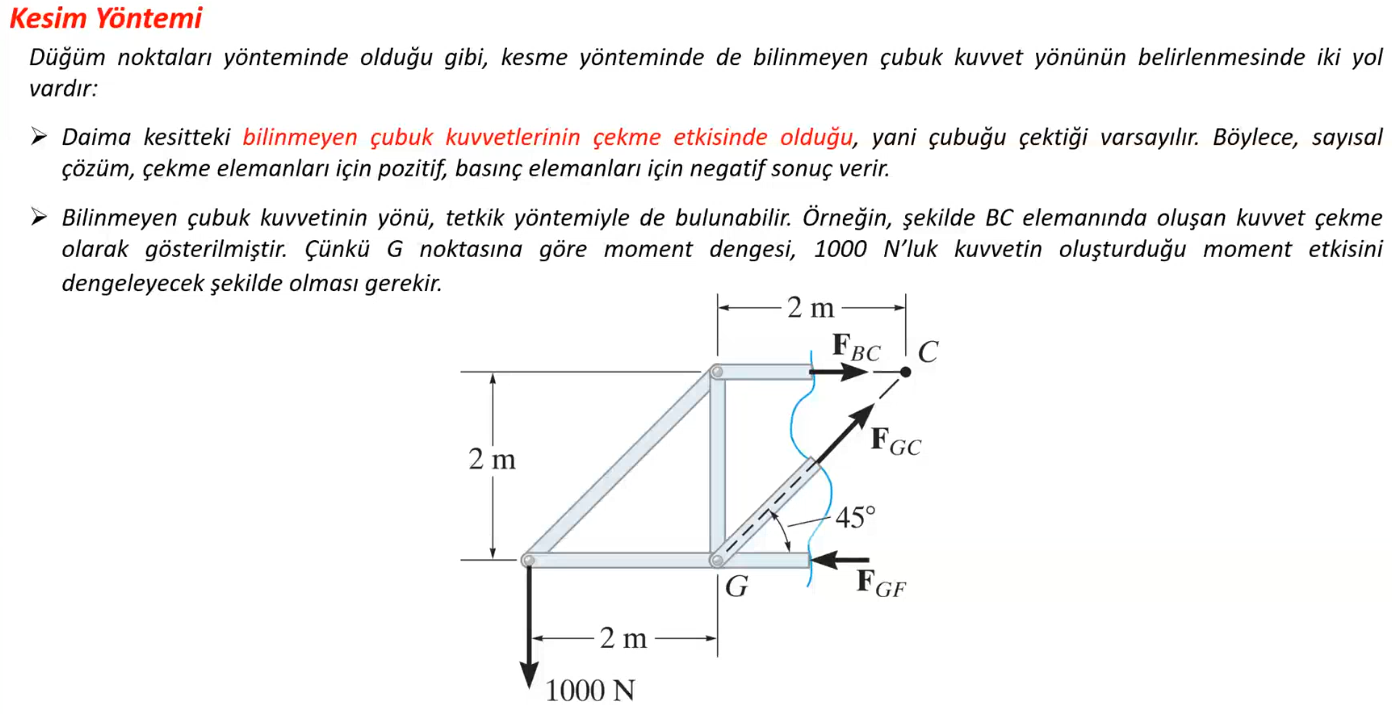 Kesim Yöntemi
Düğüm noktaları yönteminde olduğu gibi, kesme yönteminde de bilinmeyen çubuk kuvvet yönünün belirlenmesinde iki yol
vardır:
➢ Daima kesitteki bilinmeyen çubuk kuvvetlerinin çekme etkisinde olduğu, yani çubuğu çektiği varsayılır. Böylece, sayısal
çözüm, çekme elemanları için pozitif, basınç elemanları için negatif sonuç verir.
➢ Bilinmeyen çubuk kuvvetinin yönü, tetkik yöntemiyle de bulunabilir. Örneğin, şekilde BC elemanında oluşan kuvvet çekme
olarak gösterilmiştir. Çünkü G noktasına göre moment dengesi, 1000 N’luk kuvvetin oluşturduğu moment etkisini
dengeleyecek şekilde olması gerekir.
2 m
F_BC
C
F_GC
2 m
45°
G
F_GF
2 m
1000 N